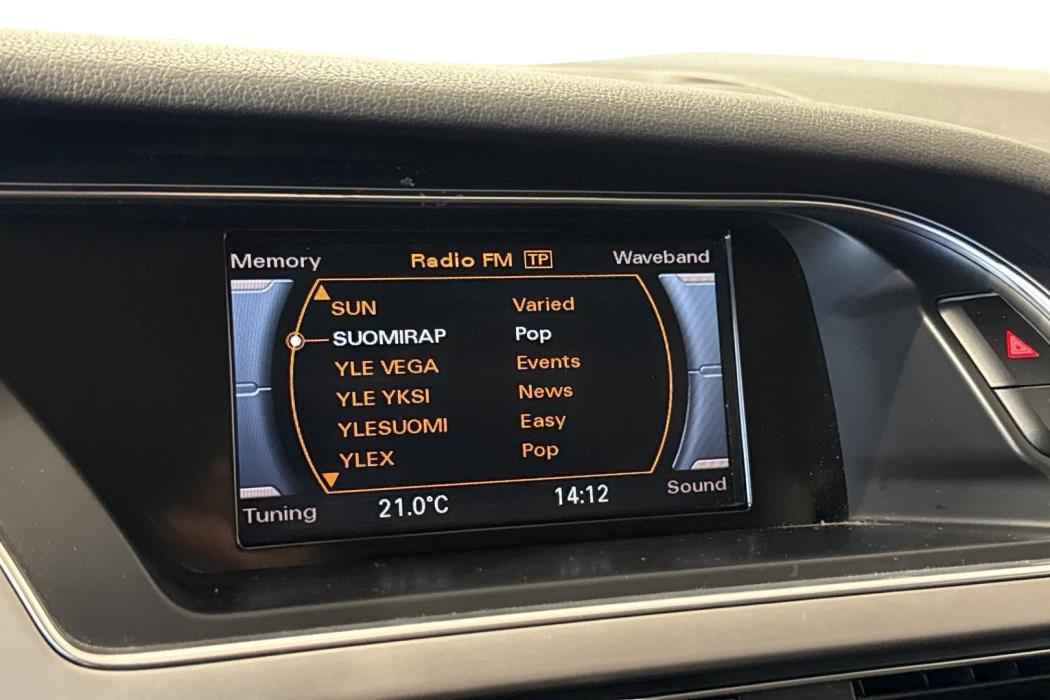 Memory Radio FM TP Waveband
SUN Varied
SUOMIRAP Pop
YLE VEGA Events
YLE YKSI News
YLESUOMI Easy
YLEX Pop
Tuning 21.0°C 14:12 Sound